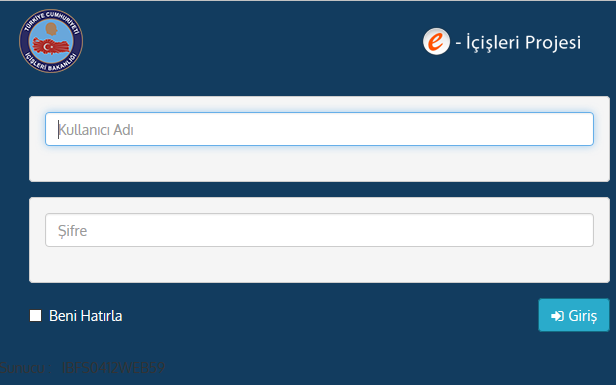 TÜRKİYE CUMHURİYETİ
İÇİŞLERİ BAKANLIĞI
e - İçişleri Projesi
Kullanıcı Adı
Şifre
Beni Hatırla
Giriş